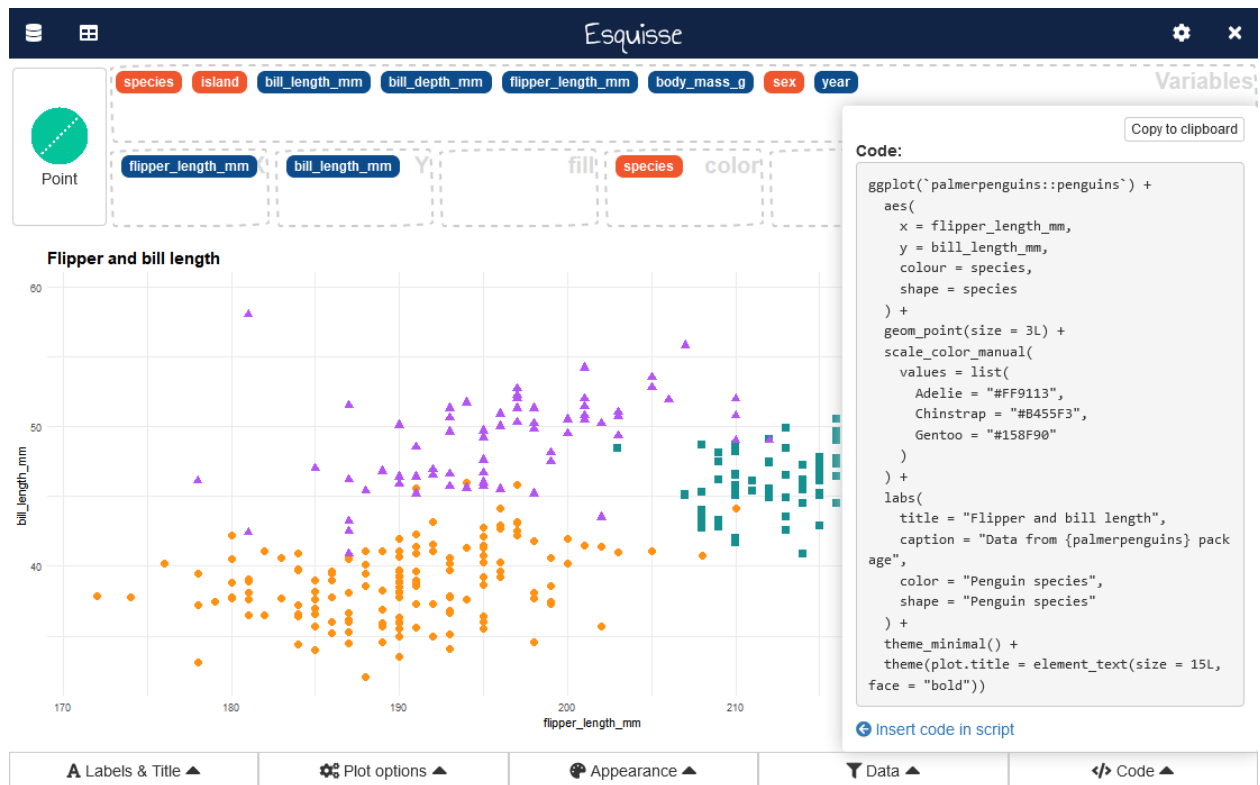 Esquisse
species island bill_length_mm bill_depth_mm flipper_length_mm body_mass_g sex year Variables
Point
flipper_length_mm X bill_length_mm Y fill species color
Copy to clipboard
Code:
ggplot(`palmerpenguins::penguins`) +
  aes(
    x = flipper_length_mm,
    y = bill_length_mm,
    colour = species,
    shape = species
  ) +
  geom_point(size = 3L) +
  scale_color_manual(
    values = list(
      Adelie = "#FF9113",
      Chinstrap = "#B455F3",
      Gentoo = "#158F90"
    )
  ) +
  labs(
    title = "Flipper and bill length",
    caption = "Data from {palmerpenguins} pack
age",
    color = "Penguin species",
    shape = "Penguin species"
  ) +
  theme_minimal() +
  theme(plot.title = element_text(size = 15L,
face = "bold"))
Insert code in script
Flipper and bill length
60
50
40
bill_length_mm
170 180 190 200 210
flipper_length_mm
Labels & Title
Plot options
Appearance
Data
</> Code